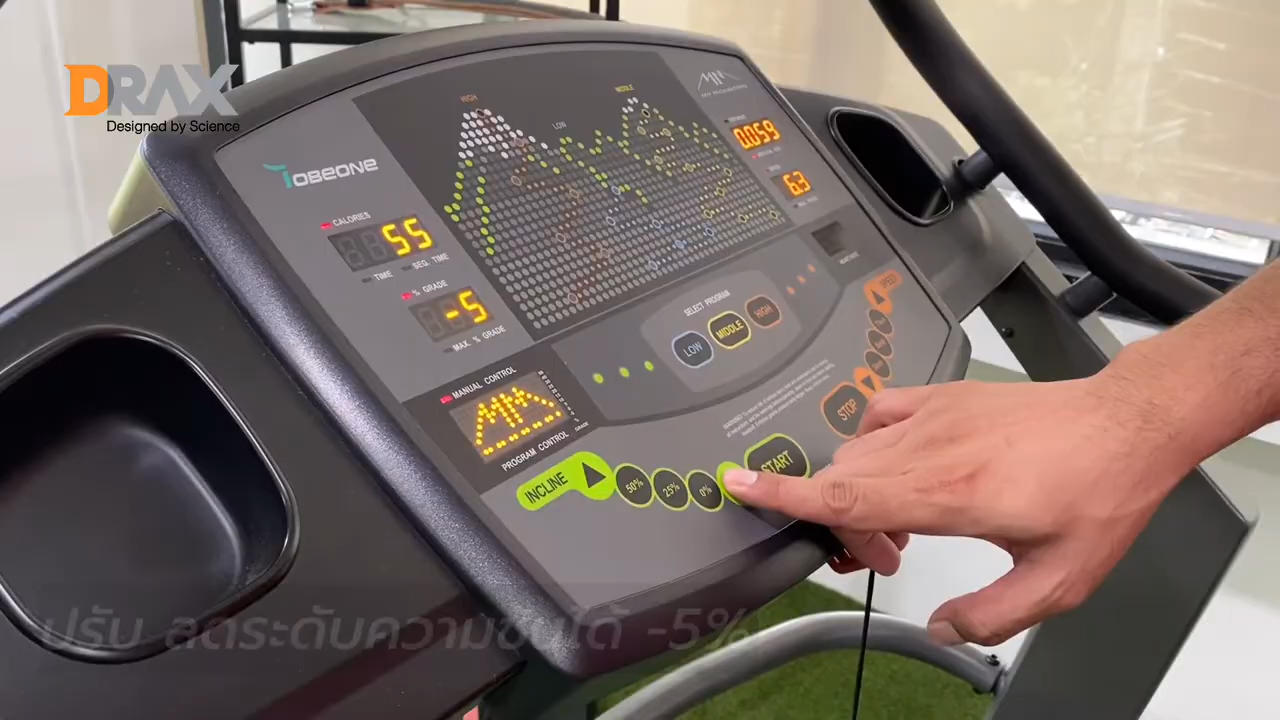 DRAX
Designed by Science
TOBEONE
HIGH
LOW
MIDDLE
CALORIES
55
TIME
SEG. TIME
% GRADE
-5
MAX. % GRADE
0.059
6.3
SELECT PROGRAM
LOW
MIDDLE
HIGH
MANUAL CONTROL
GRADE
PROGRAM CONTROL
INCLINE
50%
25%
0%
START
STOP
SPEED
ปรับ ลดระดับความชันได้ -5%